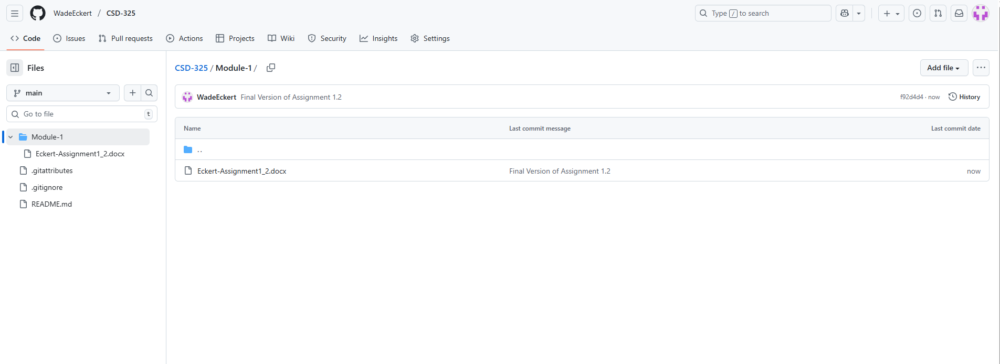 WadeEckert / CSD-325
Type / to search
Code Issues Pull requests Actions Projects Wiki Security Insights Settings
Files
main
Go to file t
Module-1
Eckert-Assignment1_2.docx
.gitattributes
.gitignore
README.md
CSD-325 / Module-1 /
Add file
WadeEckert Final Version of Assignment 1.2
f92d4d4 · now History
Name Last commit message Last commit date
..
Eckert-Assignment1_2.docx Final Version of Assignment 1.2 now